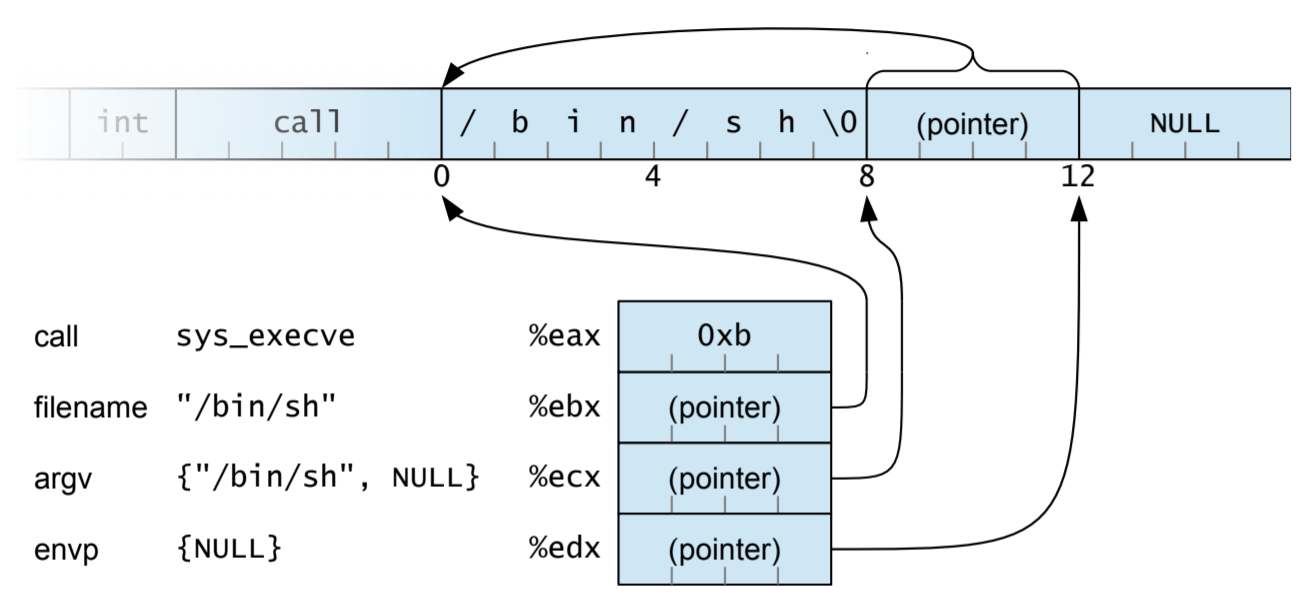 int call / b i n / s h \0 (pointer) NULL
0 4 8 12
call sys_execve %eax 0xb
filename "/bin/sh" %ebx (pointer)
argv {"/bin/sh", NULL} %ecx (pointer)
envp {NULL} %edx (pointer)